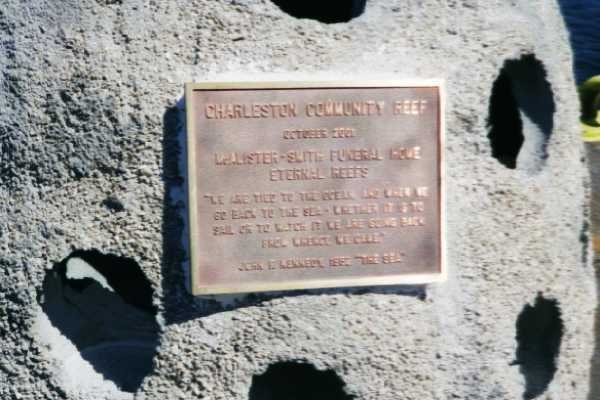 CHARLESTON COMMUNITY REEF
OCTOBER 2001
MCALISTER-SMITH FUNERAL HOME
ETERNAL REEFS
"WE ARE TIED TO THE OCEAN. AND WHEN WE
GO BACK TO THE SEA - WHETHER IT IS TO
SAIL OR TO WATCH IT WE ARE GOING BACK
FROM WHENCE WE CAME."
JOHN F. KENNEDY, 1962 "THE SEA"